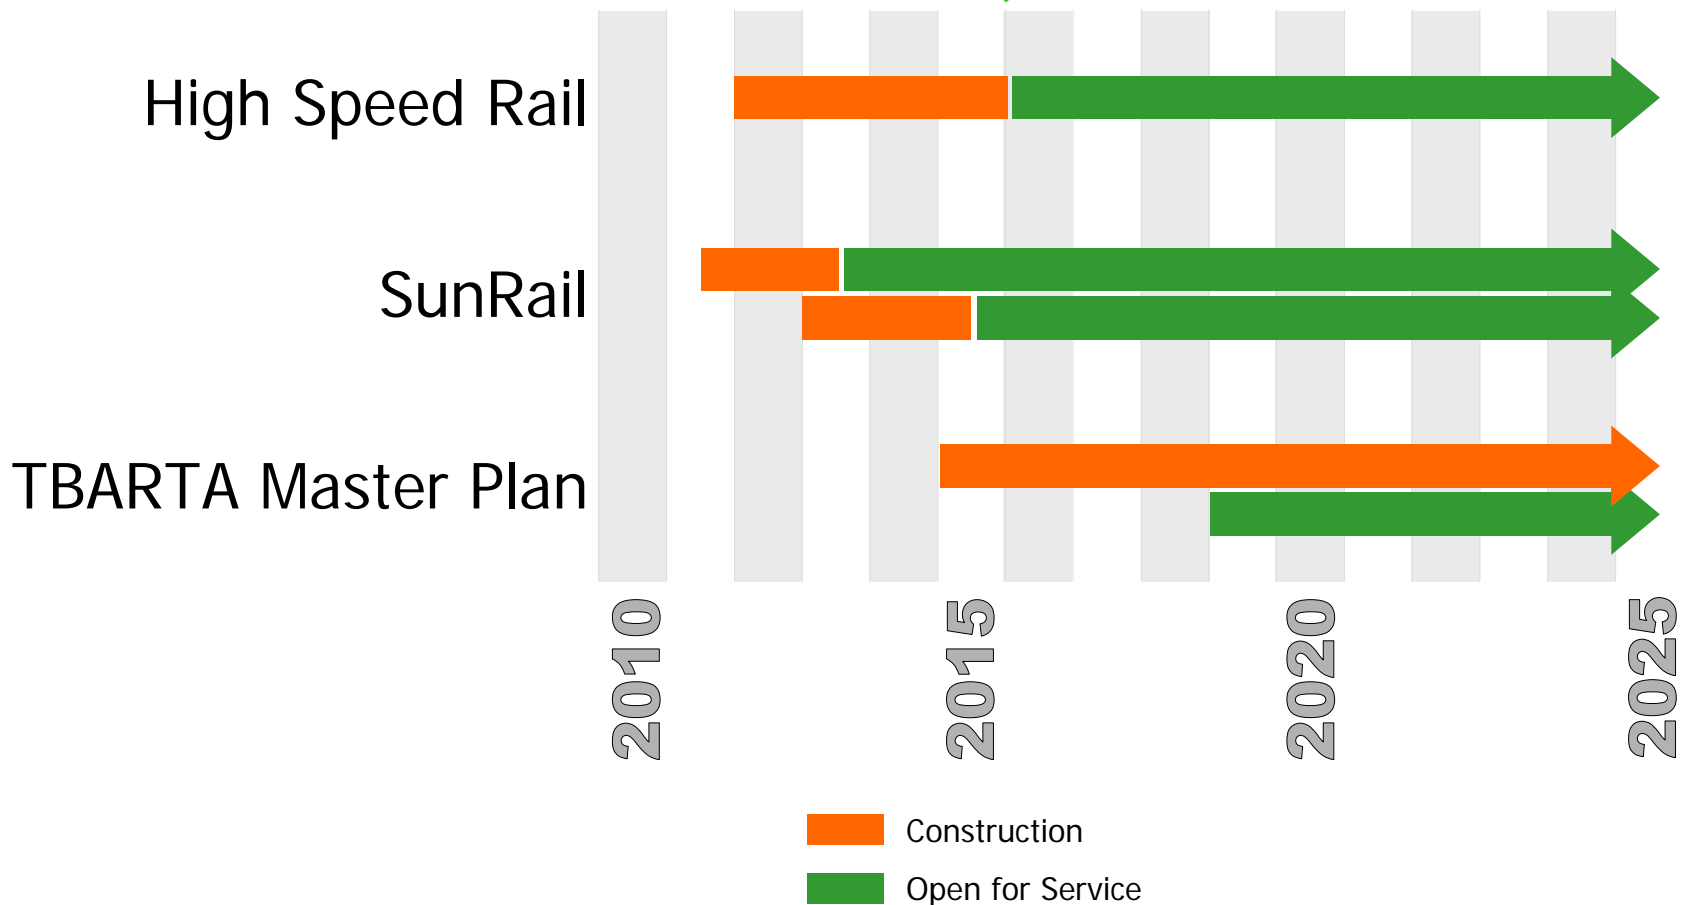 High Speed Rail
SunRail
TBARTA Master Plan
2010
2015
2020
2025
Construction
Open for Service